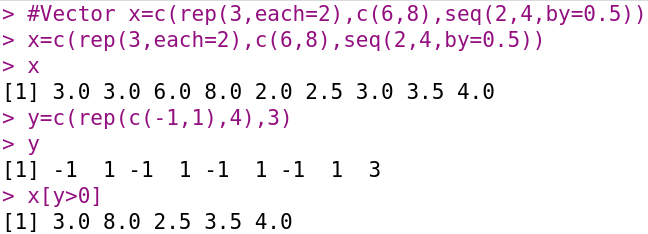 > #Vector x=c(rep(3,each=2),c(6,8),seq(2,4,by=0.5))
> x=c(rep(3,each=2),c(6,8),seq(2,4,by=0.5))
> x
[1] 3.0 3.0 6.0 8.0 2.0 2.5 3.0 3.5 4.0
> y=c(rep(c(-1,1),4),3)
> y
[1] -1  1 -1  1 -1  1 -1  1  3
> x[y>0]
[1] 3.0 8.0 2.5 3.5 4.0